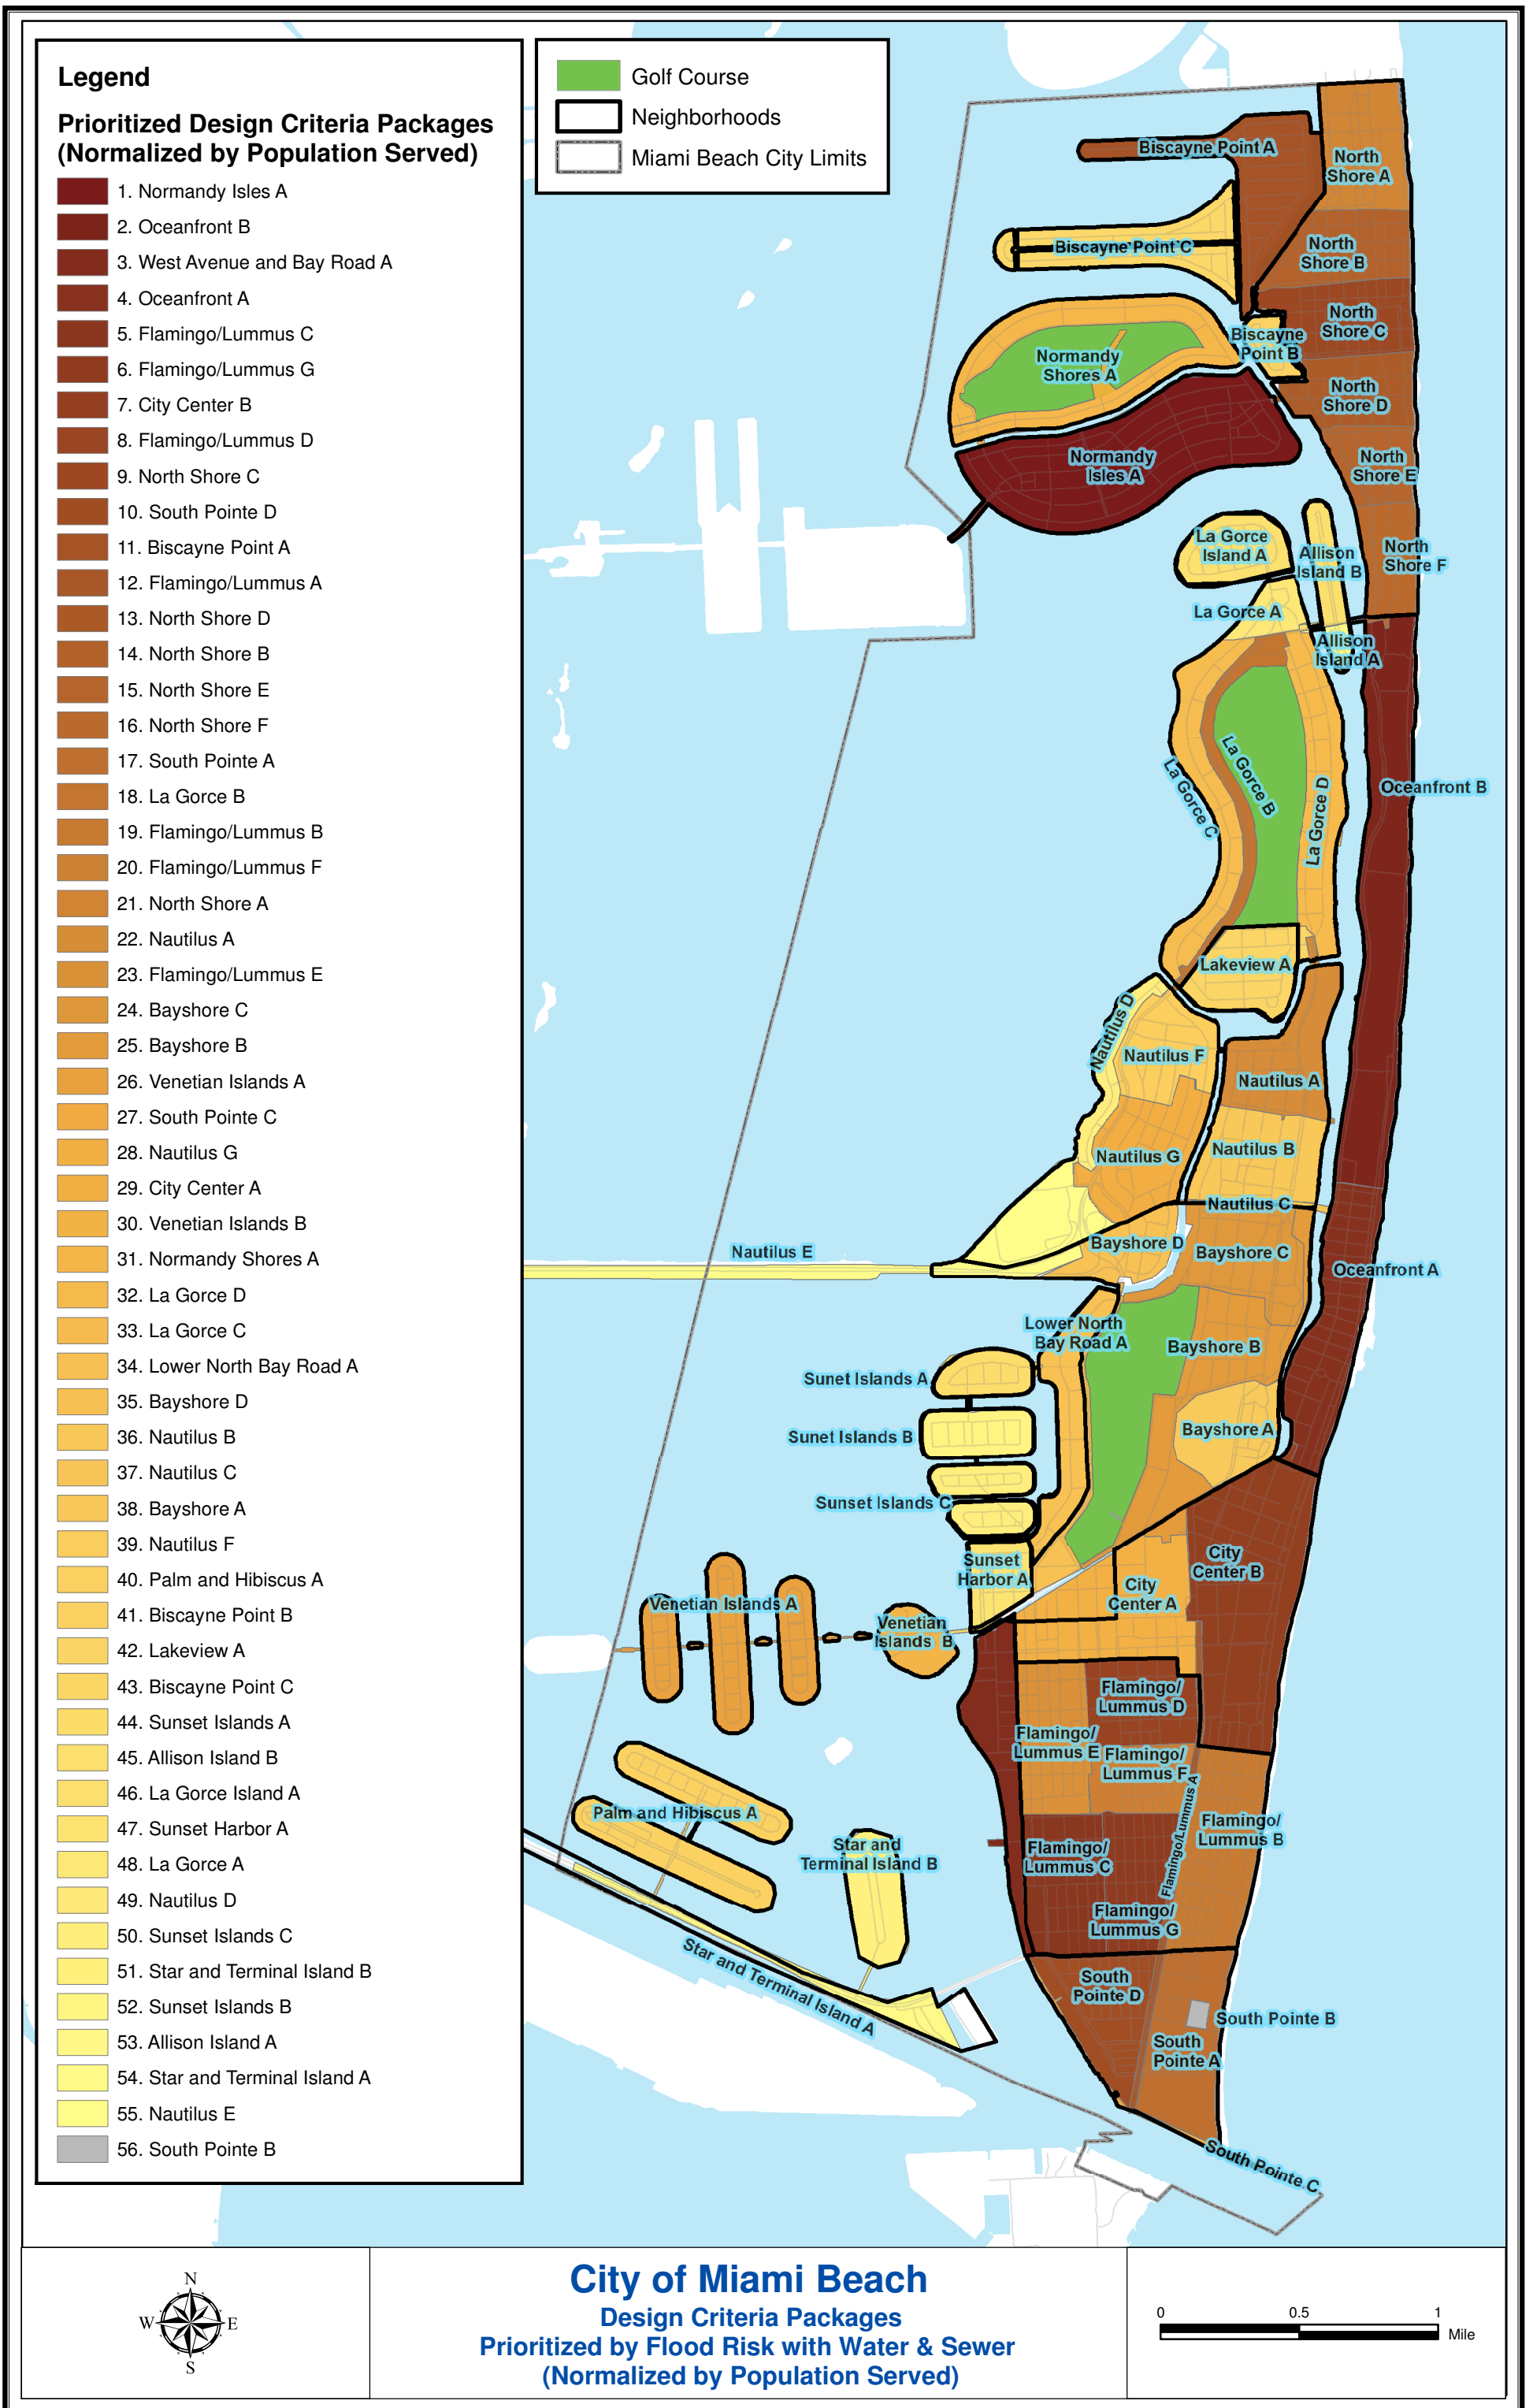 Legend
Prioritized Design Criteria Packages
(Normalized by Population Served)
1. Normandy Isles A
2. Oceanfront B
3. West Avenue and Bay Road A
4. Oceanfront A
5. Flamingo/Lummus C
6. Flamingo/Lummus G
7. City Center B
8. Flamingo/Lummus D
9. North Shore C
10. South Pointe D
11. Biscayne Point A
12. Flamingo/Lummus A
13. North Shore D
14. North Shore B
15. North Shore E
16. North Shore F
17. South Pointe A
18. La Gorce B
19. Flamingo/Lummus B
20. Flamingo/Lummus F
21. North Shore A
22. Nautilus A
23. Flamingo/Lummus E
24. Bayshore C
25. Bayshore B
26. Venetian Islands A
27. South Pointe C
28. Nautilus G
29. City Center A
30. Venetian Islands B
31. Normandy Shores A
32. La Gorce D
33. La Gorce C
34. Lower North Bay Road A
35. Bayshore D
36. Nautilus B
37. Nautilus C
38. Bayshore A
39. Nautilus F
40. Palm and Hibiscus A
41. Biscayne Point B
42. Lakeview A
43. Biscayne Point C
44. Sunset Islands A
45. Allison Island B
46. La Gorce Island A
47. Sunset Harbor A
48. La Gorce A
49. Nautilus D
50. Sunset Islands C
51. Star and Terminal Island B
52. Sunset Islands B
53. Allison Island A
54. Star and Terminal Island A
55. Nautilus E
56. South Pointe B
Golf Course
Neighborhoods
Miami Beach City Limits
Biscayne Point A
North
Shore A
Biscayne Point C
North
Shore B
North
Shore C
Biscayne
Point B
Normandy
Shores A
North
Shore D
Normandy
Isles A
North
Shore E
La Gorce
Island A
Allison
Island B
North
Shore F
La Gorce A
Allison
Island A
La Gorce B
La Gorce C
La Gorce D
Oceanfront B
Lakeview A
Nautilus D
Nautilus F
Nautilus A
Nautilus B
Nautilus G
Nautilus C
Bayshore D
Bayshore C
Nautilus E
Oceanfront A
Lower North
Bay Road A
Bayshore B
Sunet Islands A
Bayshore A
Sunet Islands B
Sunset Islands C
Sunset
Harbor A
City
Center B
City
Center A
Venetian Islands A
Venetian
Islands B
Flamingo/
Lummus D
Flamingo/
Lummus E
Flamingo/
Lummus F
Flamingo/Lummus A
Flamingo/
Lummus B
Palm and Hibiscus A
Star and
Terminal Island B
Flamingo/
Lummus C
Flamingo/
Lummus G
Star and Terminal Island A
South
Pointe D
South Pointe B
South
Pointe A
South Pointe C
N
W
E
S
City of Miami Beach
Design Criteria Packages
Prioritized by Flood Risk with Water & Sewer
(Normalized by Population Served)
0 0.5 1
Mile